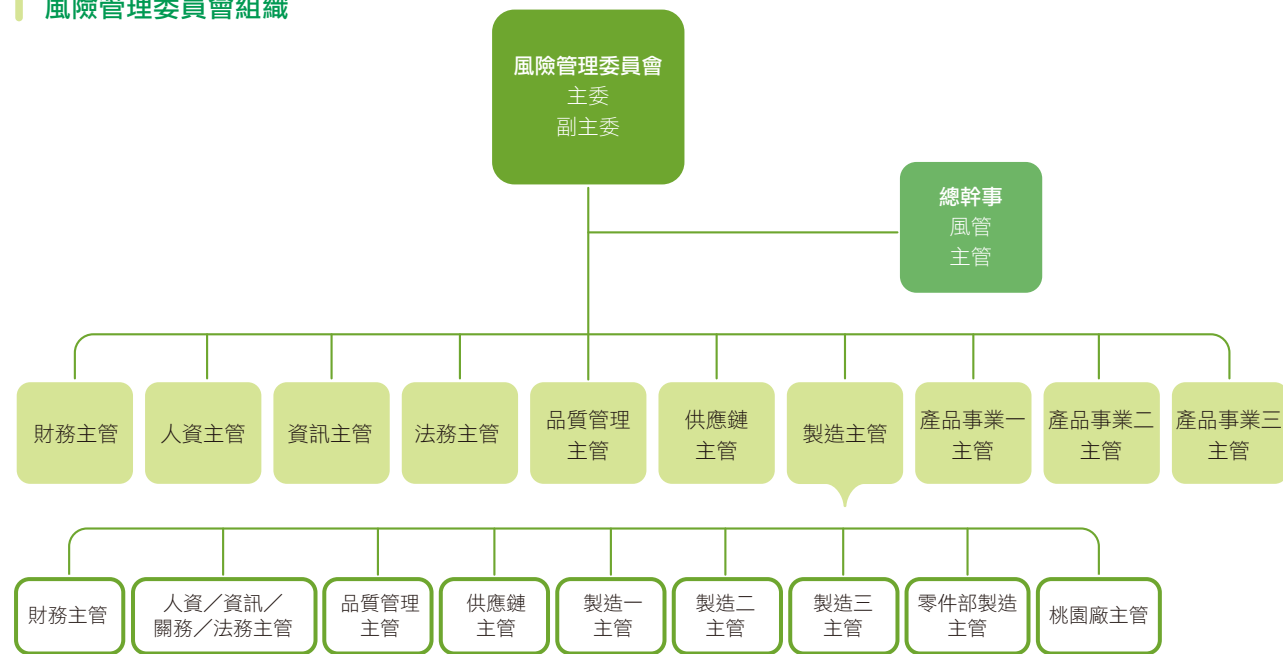 風險管理委員會組織
風險管理委員會
主委
副主委
總幹事
風管
主管
財務主管
人資主管
資訊主管
法務主管
品質管理
主管
供應鏈
主管
製造主管
產品事業一
主管
產品事業二
主管
產品事業三
主管
財務主管
人資／資訊／
關務／法務主管
品質管理
主管
供應鏈
主管
製造一
主管
製造二
主管
製造三
主管
零件部製造
主管
桃園廠主管